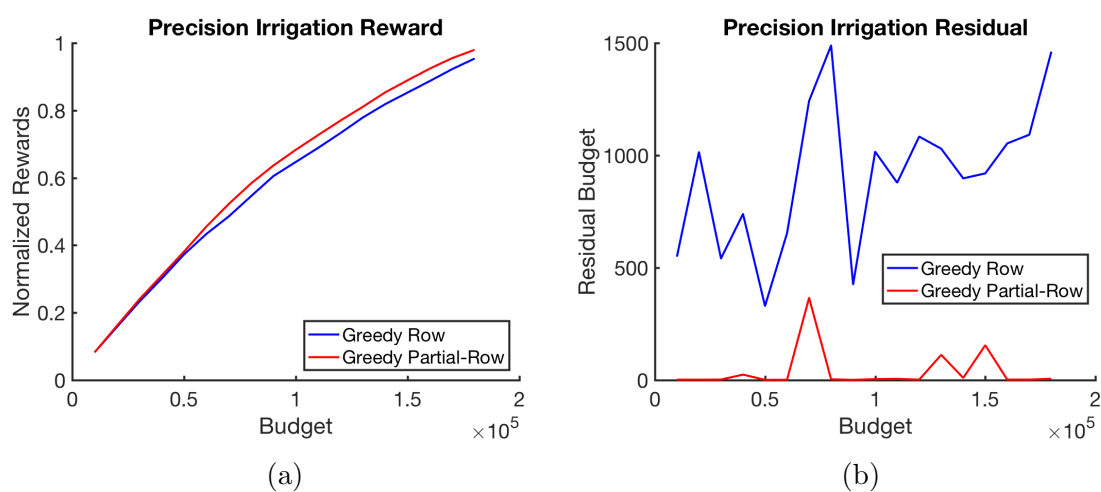 Precision Irrigation Reward
1
0.8
0.6
0.4
0.2
0
Normalized Rewards
Greedy Row
Greedy Partial-Row
0
0.5
1
1.5
2
Budget
×10^5
(a)
Precision Irrigation Residual
1500
1000
500
0
Residual Budget
Greedy Row
Greedy Partial-Row
0
0.5
1
1.5
2
Budget
×10^5
(b)